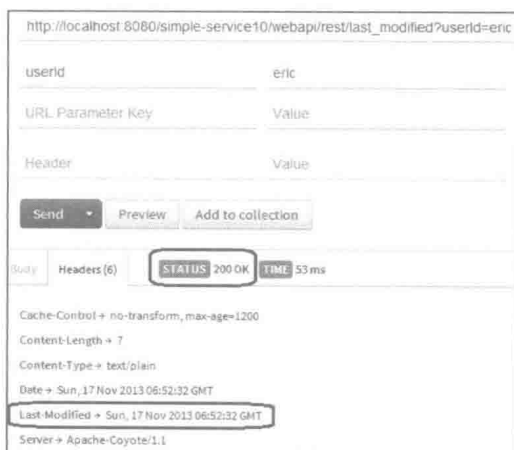 http://localhost:8080/simple-service10/webapi/rest/last_modified?userId=eric
userId eric
URL Parameter Key Value
Header Value
Send Preview Add to collection
Body Headers (6) STATUS 200 OK TIME 53 ms
Cache-Control → no-transform, max-age=1200
Content-Length → 7
Content-Type → text/plain
Date → Sun, 17 Nov 2013 06:52:32 GMT
Last-Modified → Sun, 17 Nov 2013 06:52:32 GMT
Server → Apache-Coyote/1.1